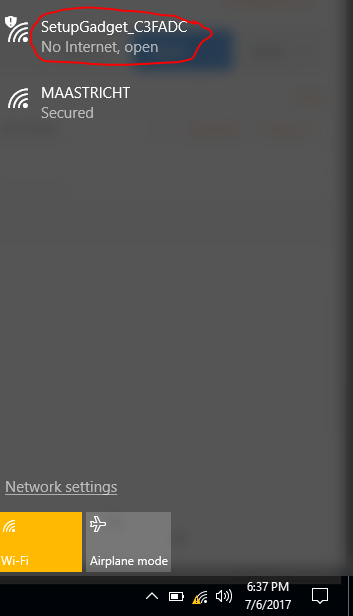 SetupGadget_C3FADC
No Internet, open
MAASTRICHT
Secured
Network settings
Wi-Fi
Airplane mode
6:37 PM
7/6/2017